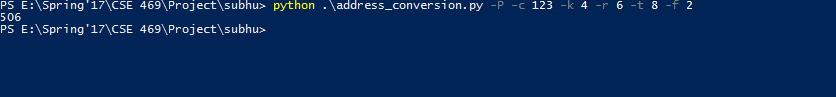 PS E:\Spring'17\CSE 469\Project\subhu> python .\address_conversion.py -P -c 123 -k 4 -r 6 -t 8 -f 2
506
PS E:\Spring'17\CSE 469\Project\subhu>